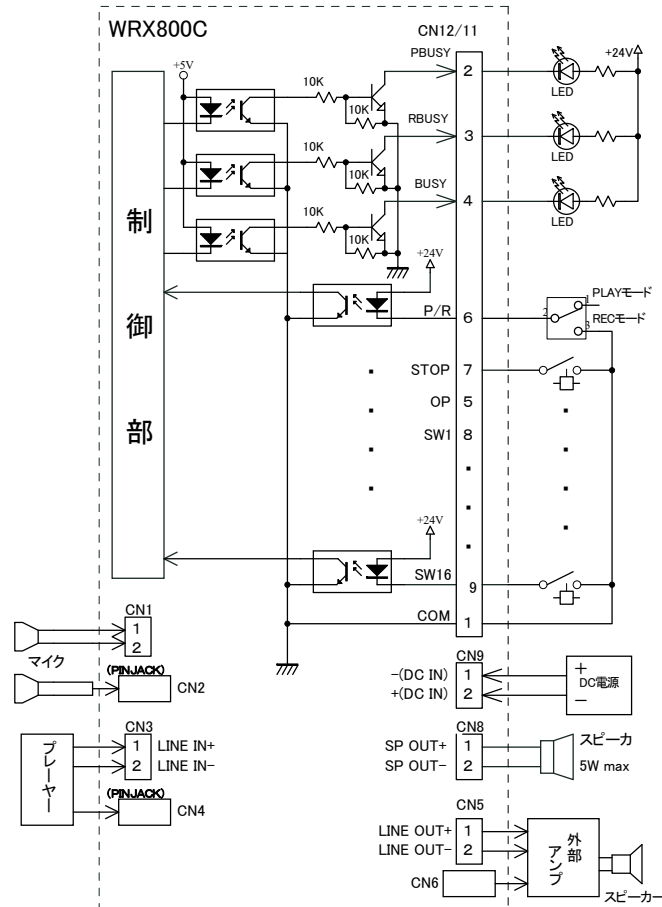 WRX800C
CN12/11
+5V
PBUSY
2
LED
+24V
10K
10K
RBUSY
3
LED
10K
10K
BUSY
4
LED
10K
10K
制御部
+24V
P/R
6
1
2
3
PLAYモード
RECモード
STOP
7
OP
5
SW1
8
+24V
SW16
9
COM
1
マイク
CN1
1
2
(PINJACK)
CN2
プレーヤー
CN3
1
LINE IN+
2
LINE IN-
(PINJACK)
CN4
CN9
-(DC IN)
1
+(DC IN)
2
+
DC電源
-
CN8
SP OUT+
1
SP OUT-
2
スピーカ
5W max
CN5
LINE OUT+
1
LINE OUT-
2
CN6
外部アンプ
スピーカー